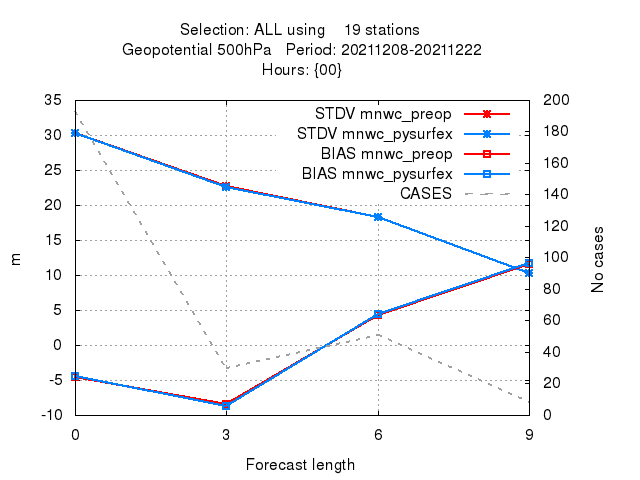 Selection: ALL using    19 stations
Geopotential 500hPa   Period: 20211208-20211222
Hours: {00}
STDV mnwc_preop
STDV mnwc_pysurfex
BIAS mnwc_preop
BIAS mnwc_pysurfex
CASES
35
30
25
20
15
10
5
0
-5
-10
m
200
180
160
140
120
100
80
60
40
20
0
No cases
0 3 6 9
Forecast length